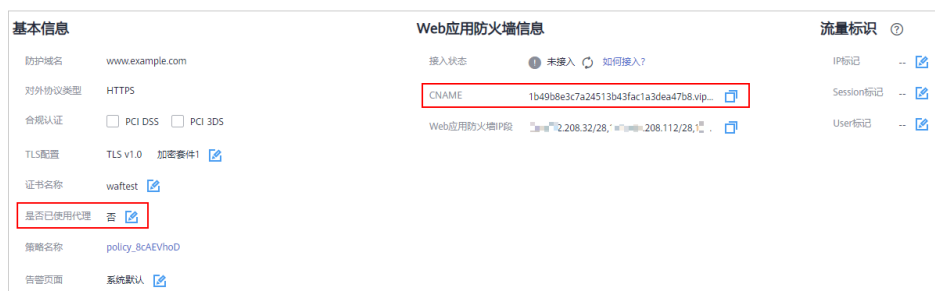 基本信息
防护域名 www.example.com
对外协议类型 HTTPS
合规认证 PCI DSS PCI 3DS
TLS配置 TLS v1.0 加密套件1
证书名称 waftest
是否已使用代理 否
策略名称 policy_8cAEVhoD
告警页面 系统默认
Web应用防火墙信息
接入状态 未接入 如何接入?
CNAME 1b49b8e3c7a24513b43fac1a3dea47b8.vip...
Web应用防火墙IP段 2.208.32/28, .208.112/28,
流量标识
IP标记 --
Session标记 --
User标记 --